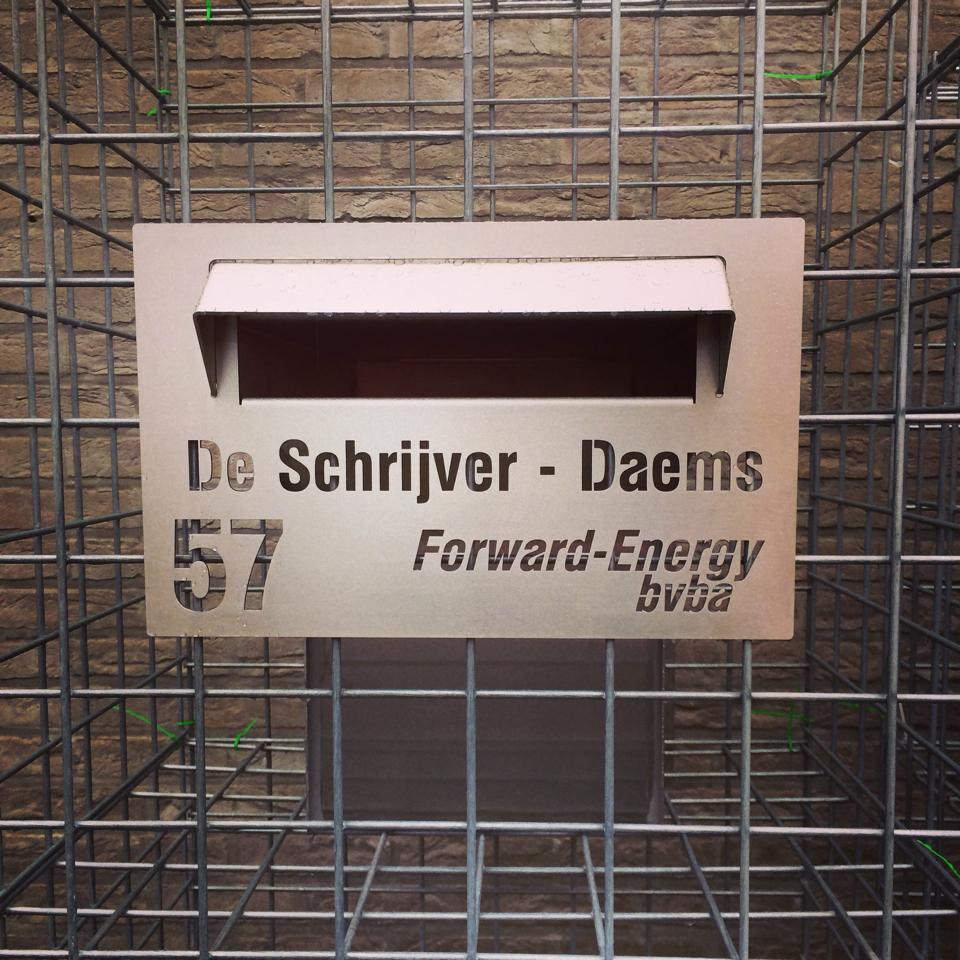 De Schrijver - Daems
57
Forward-Energy
bvba